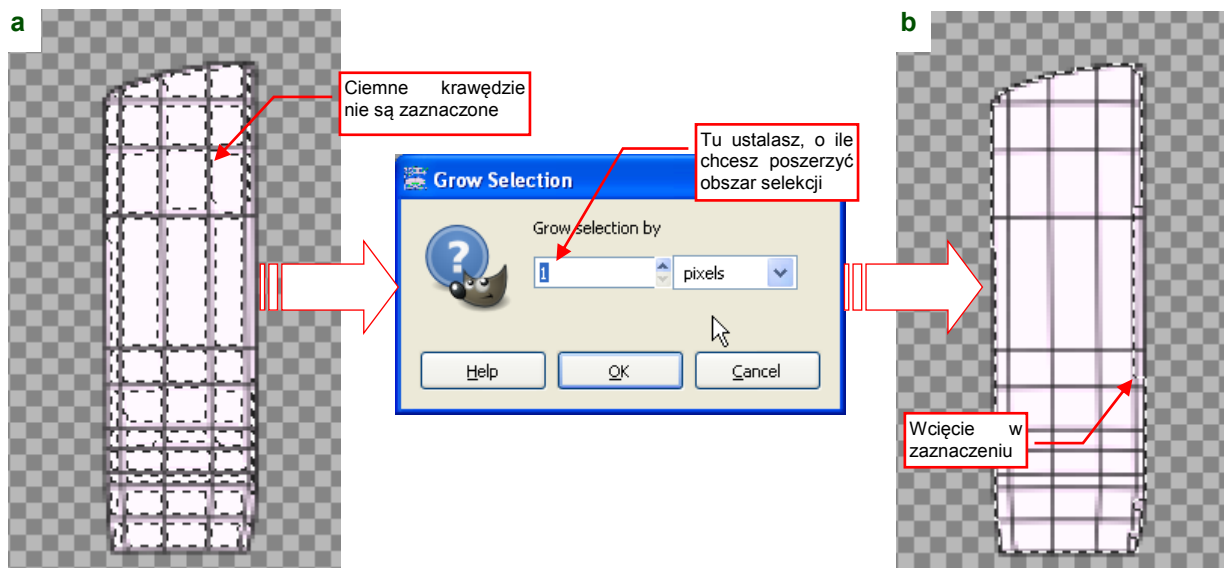 a
Ciemne krawędzie
nie są zaznaczone
Tu ustalasz, o ile
chcesz poszerzyć
obszar selekcji
Grow Selection
Grow selection by
1
pixels
Help
OK
Cancel
b
Wcięcie w
zaznaczeniu